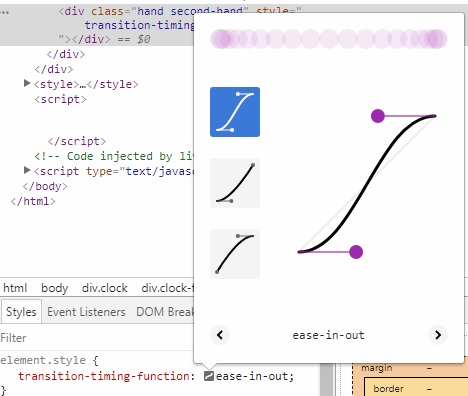 … <div class="hand second-hand" style="
transition-timing
"></div> == $0
</div>
</div>
▶<style>…</style>
<script>
</script>
<!-- Code injected by li
▶<script type="text/javas
</body>
</html>
html body div.clock div.clock-f
Styles Event Listeners DOM Break
Filter
ease-in-out
element.style {
transition-timing-function: ease-in-out;
}
margin –
border –